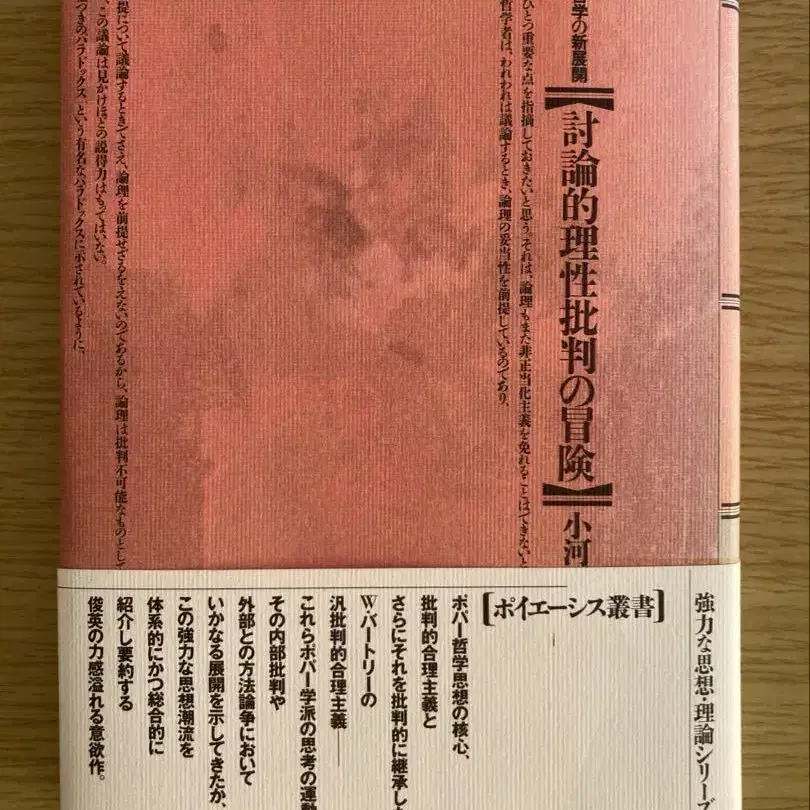 哲学の新展開
【討論的理性批判の冒険】小河
ひとつ重要な点を指摘しておきたいと思う。それは、論理もまた非正当化主義を免れることはできないと
哲学者は、われわれは議論するとき、論理の妥当性を前提しているのであり、
提について議論するときでさえ、論理を前提せざるをえないのであるから、論理は批判不可能なものとして
、この議論は見かけほどの説得力はもってはいない。
つきのパラドックス、という有名なパラドックスに示されているように、
強力な思想・理論シリーズ
[ポイエーシス叢書]
ポパー哲学思想の核心、
批判的合理主義と
さらにそれを批判的に継承した
W・バートリーの
汎批判的合理主義——
これらポパー学派の思考の運動
その内部批判や
外部との方法論争において
いかなる展開を示してきたか、
この強力な思想潮流を
体系的にかつ総合的に
紹介し要約する
俊英の力感溢れる意欲作。